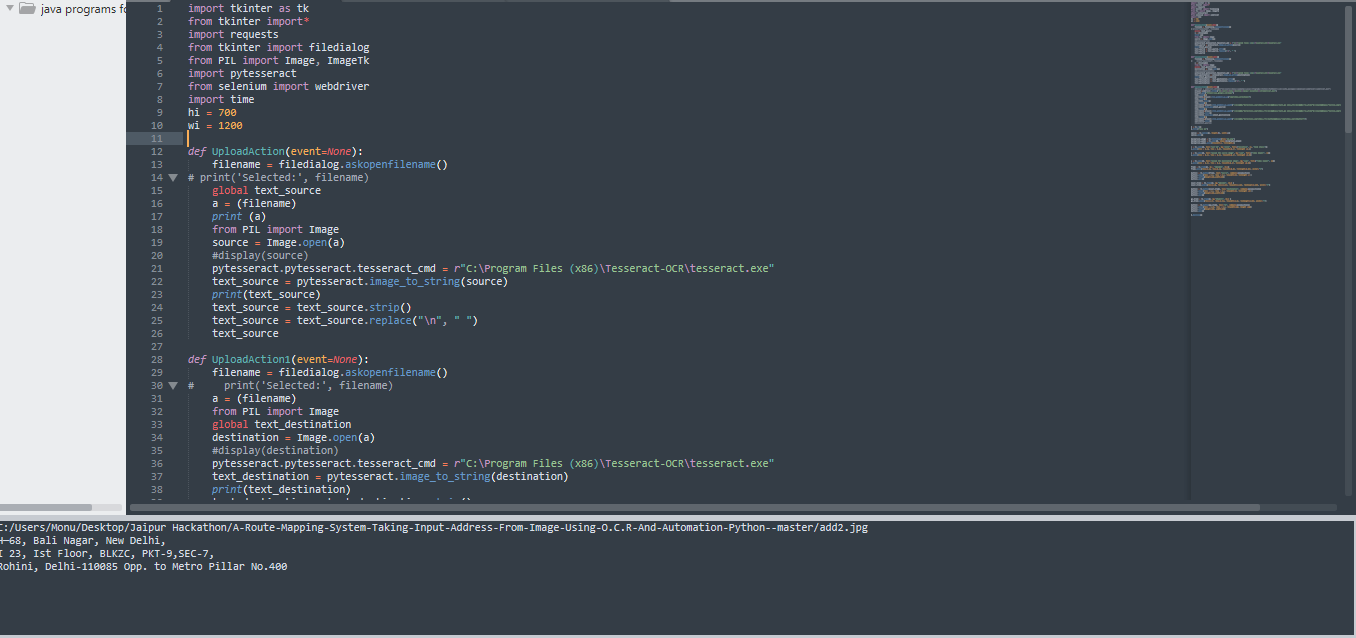 java programs fo
1 import tkinter as tk
2 from tkinter import*
3 import requests
4 from tkinter import filedialog
5 from PIL import Image, ImageTk
6 import pytesseract
7 from selenium import webdriver
8 import time
9 hi = 700
10 wi = 1200
11
12 def UploadAction(event=None):
13     filename = filedialog.askopenfilename()
14 # print('Selected:', filename)
15     global text_source
16     a = (filename)
17     print (a)
18     from PIL import Image
19     source = Image.open(a)
20     #display(source)
21     pytesseract.pytesseract.tesseract_cmd = r"C:\Program Files (x86)\Tesseract-OCR\tesseract.exe"
22     text_source = pytesseract.image_to_string(source)
23     print(text_source)
24     text_source = text_source.strip()
25     text_source = text_source.replace("\n", " ")
26     text_source
27
28 def UploadAction1(event=None):
29     filename = filedialog.askopenfilename()
30 #     print('Selected:', filename)
31     a = (filename)
32     from PIL import Image
33     global text_destination
34     destination = Image.open(a)
35     #display(destination)
36     pytesseract.pytesseract.tesseract_cmd = r"C:\Program Files (x86)\Tesseract-OCR\tesseract.exe"
37     text_destination = pytesseract.image_to_string(destination)
38     print(text_destination)
C:/Users/Monu/Desktop/Jaipur Hackathon/A-Route-Mapping-System-Taking-Input-Address-From-Image-Using-O.C.R-And-Automation-Python--master/add2.jpg
H-68, Bali Nagar, New Delhi,
I 23, Ist Floor, BLKZC, PKT-9,SEC-7,
Rohini, Delhi-110085 Opp. to Metro Pillar No.400